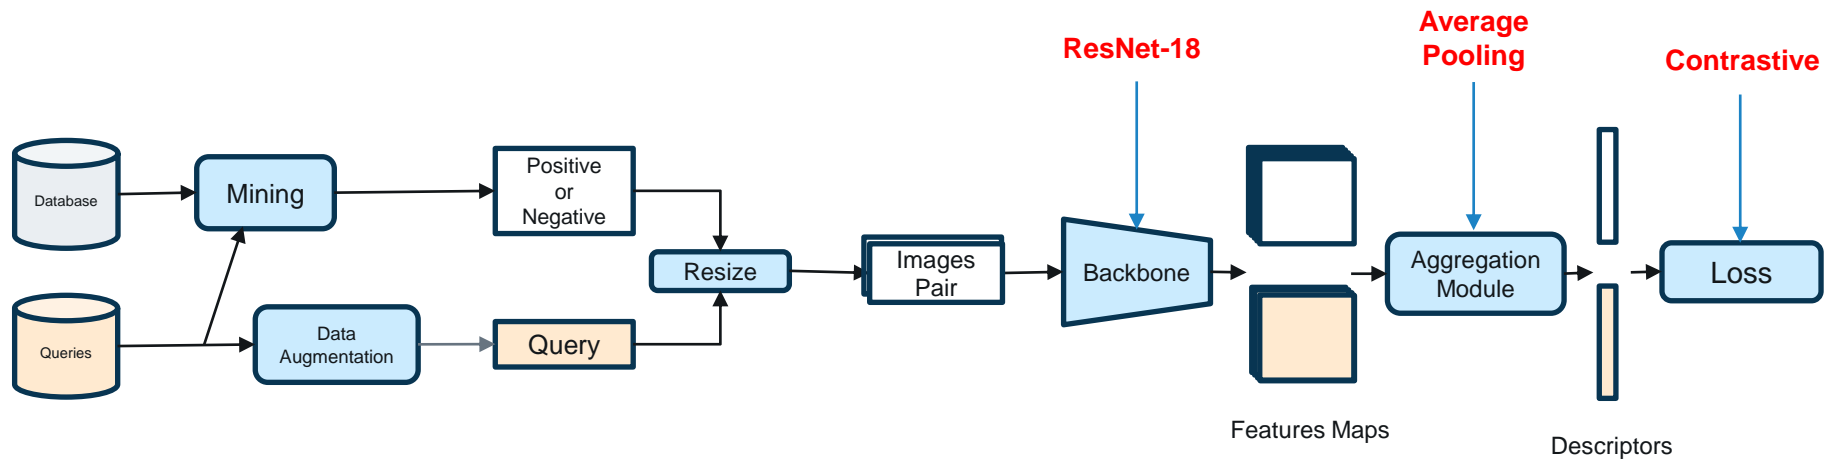 ResNet-18
Average
Pooling
Contrastive
Database
Mining
Positive
or
Negative
Resize
Images
Pair
Backbone
Aggregation
Module
Loss
Queries
Data
Augmentation
Query
Features Maps
Descriptors